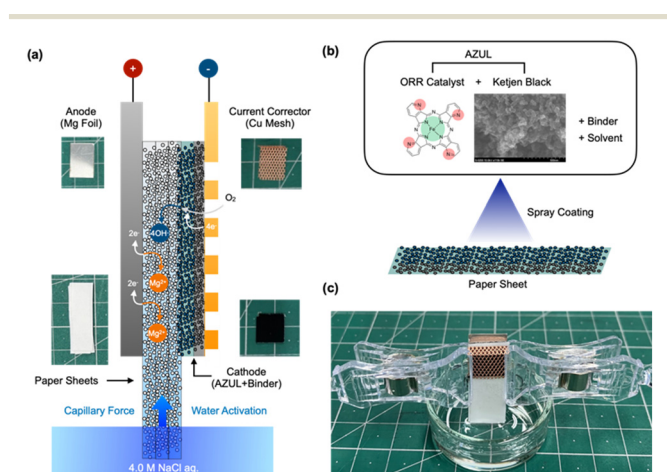 (a)
+
-
Anode
(Mg Foil)
Current Corrector
(Cu Mesh)
O₂
4OH⁻
4e⁻
2e⁻
Mg²⁺
2e⁻
Mg²⁺
Paper Sheets
Cathode
(AZUL+Binder)
Capillary Force
Water Activation
4.0 M NaCl aq.
(b)
AZUL
ORR Catalyst + Ketjen Black
N
N
N
N
Fe
+ Binder
+ Solvent
Spray Coating
Paper Sheet
(c)